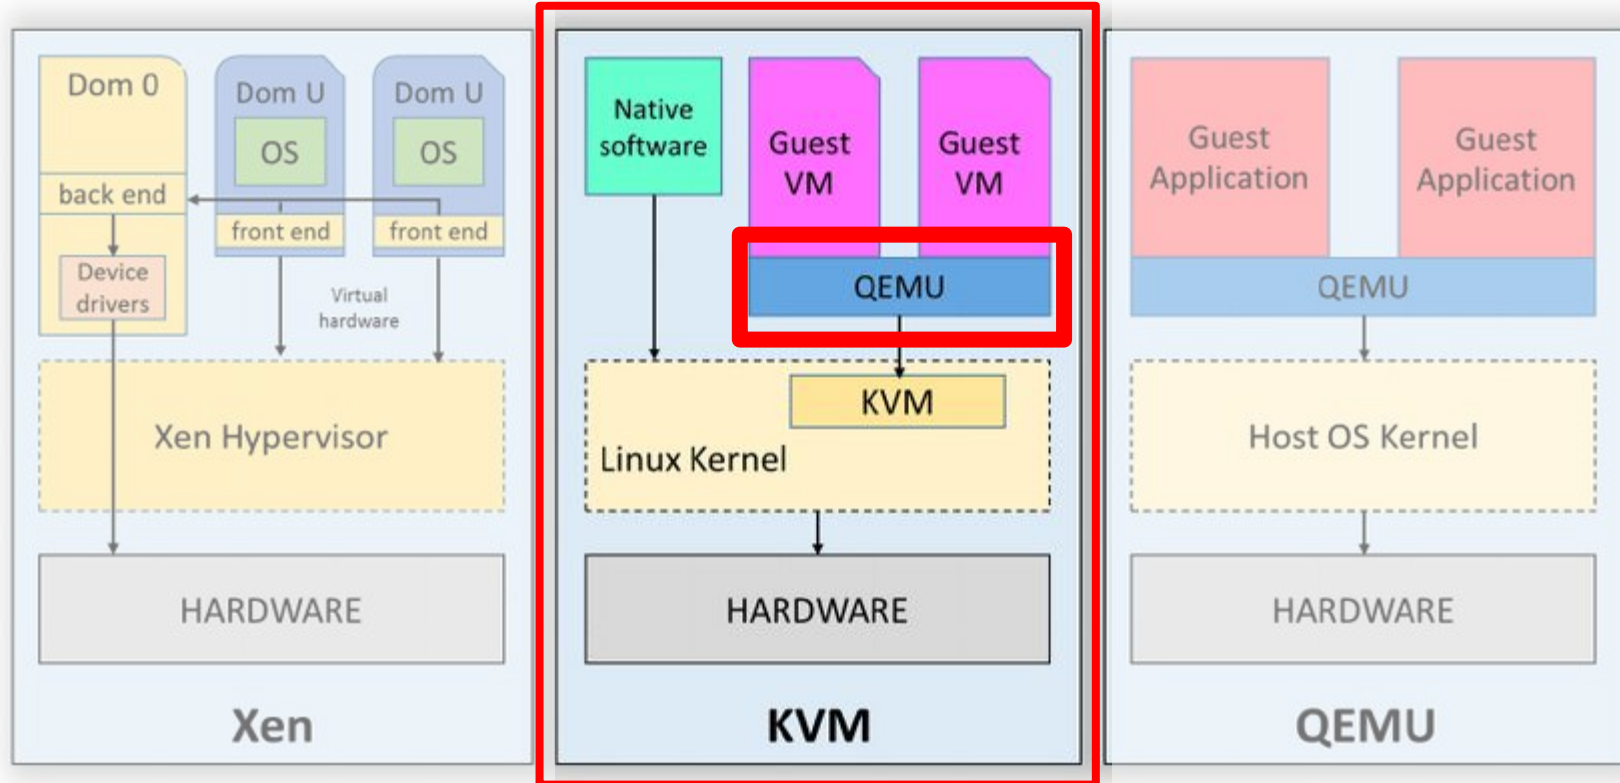 Dom 0
back end
Device
drivers
Dom U
OS
front end
Dom U
OS
front end
Virtual
hardware
Xen Hypervisor
HARDWARE
Xen
Native
software
Guest
VM
Guest
VM
QEMU
KVM
Linux Kernel
HARDWARE
KVM
Guest
Application
Guest
Application
QEMU
Host OS Kernel
HARDWARE
QEMU